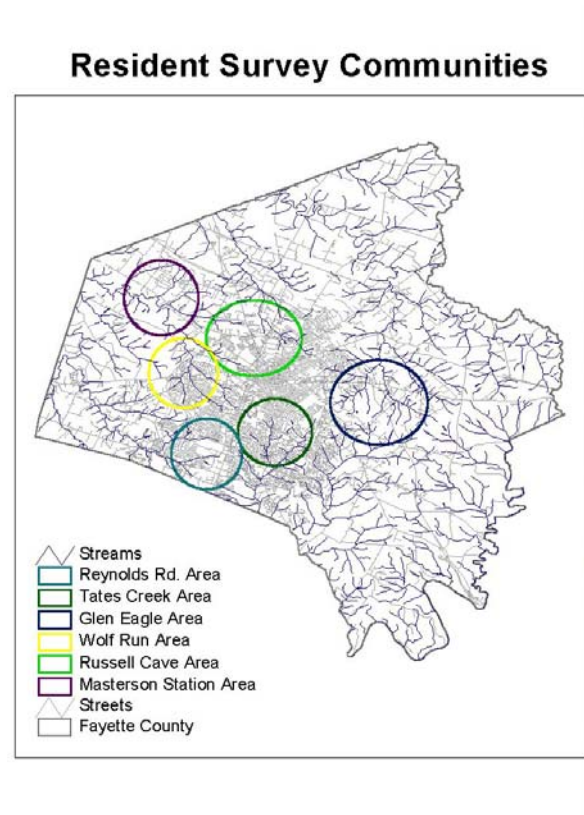 Resident Survey Communities
Streams
Reynolds Rd. Area
Tates Creek Area
Glen Eagle Area
Wolf Run Area
Russell Cave Area
Masterson Station Area
Streets
Fayette County